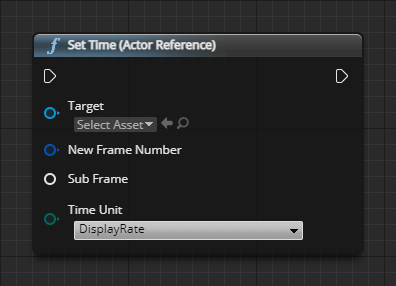 f Set Time (Actor Reference)
Target
Select Asset
New Frame Number
Sub Frame
Time Unit
DisplayRate